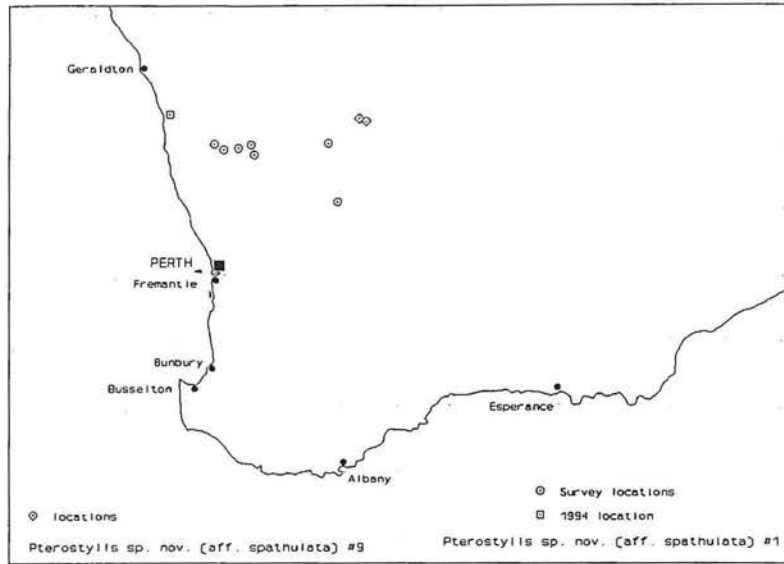 Geraldton
PERTH
Fremantle
Bunbury
Busselton
Esperance
Albany
Survey locations
locations
1994 location
Pterostylis sp. nov. (aff. spathulata) #9
Pterostylis sp. nov. (aff. spathulata) #1